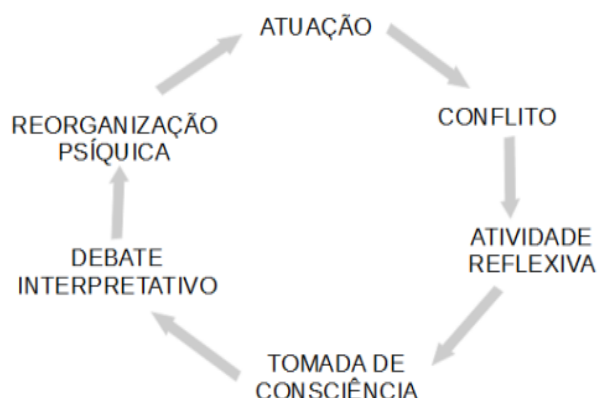 ATUAÇÃO
CONFLITO
ATIVIDADE
REFLEXIVA
TOMADA DE
CONSCIÊNCIA
DEBATE
INTERPRETATIVO
REORGANIZAÇÃO
PSÍQUICA